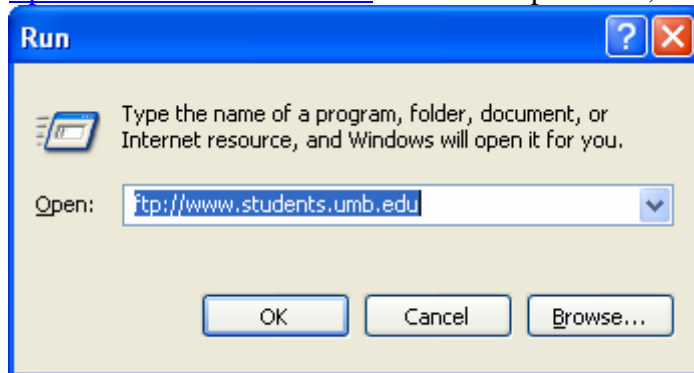 Run
Type the name of a program, folder, document, or
Internet resource, and Windows will open it for you.
Open:
ftp://www.students.umb.edu
OK
Cancel
Browse...